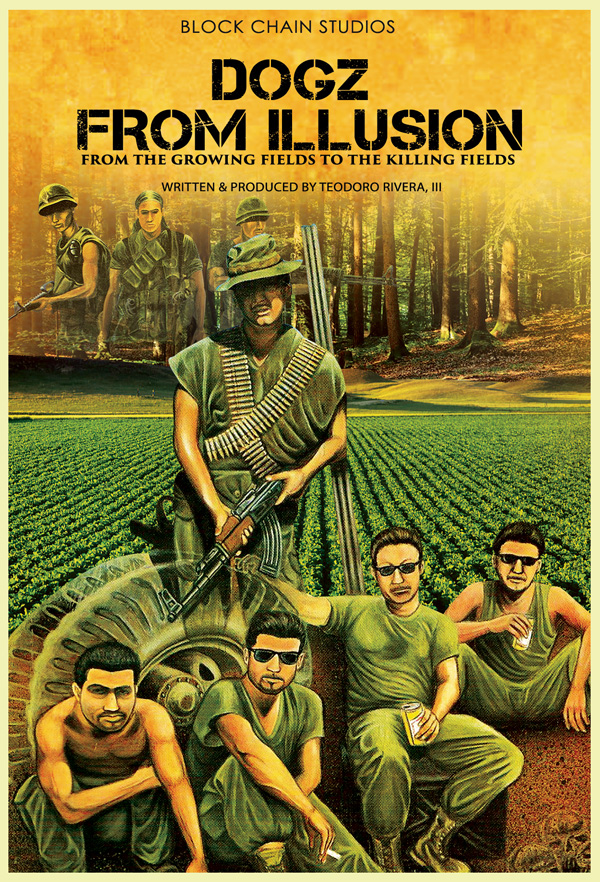 BLOCK CHAIN STUDIOS
DOGZ
FROM ILLUSION
FROM THE GROWING FIELDS TO THE KILLING FIELDS
WRITTEN & PRODUCED BY TEODORO RIVERA, III